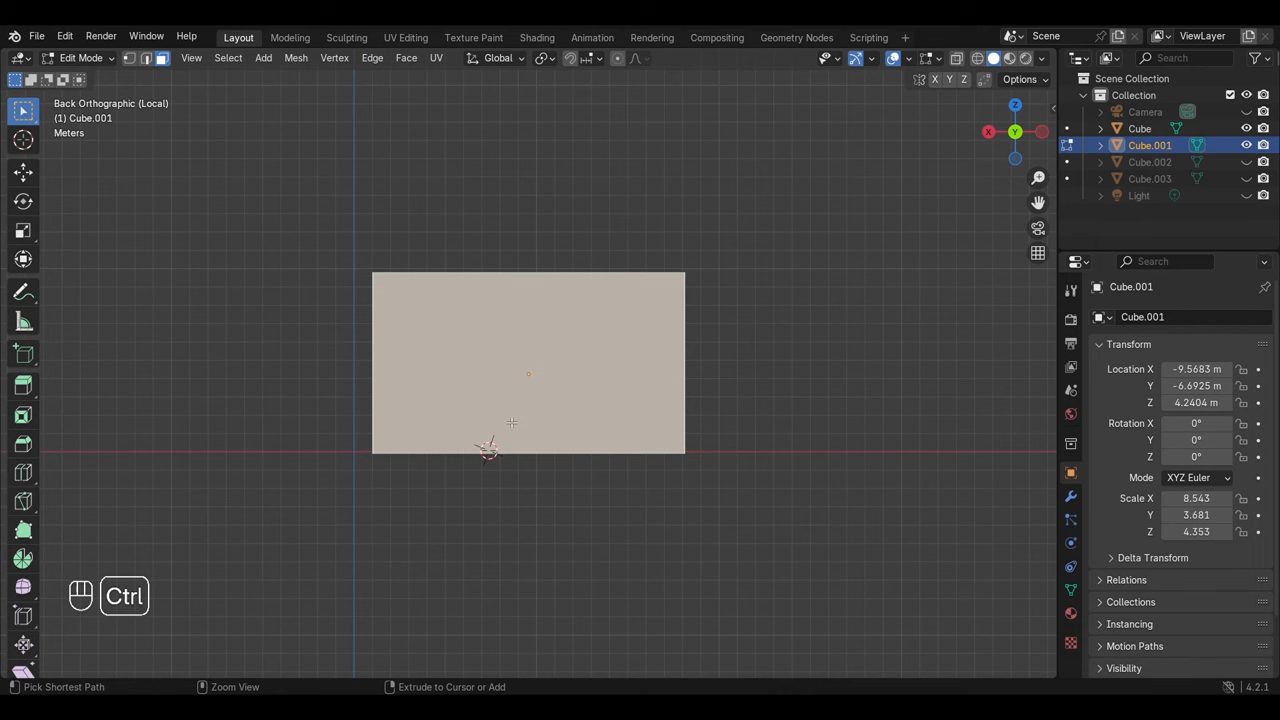 File Edit Render Window Help Layout Modeling Sculpting UV Editing Texture Paint Shading Animation Rendering Compositing Geometry Nodes Scripting Scene ViewLayer
Edit Mode View Select Add Mesh Vertex Edge Face UV Global Search
X Y Z Options Scene Collection
Back Orthographic (Local) Collection
(1) Cube.001
Meters
Z
X Y
Camera
Cube
Cube.001
Cube.002
Cube.003
Light
Search
Cube.001
Cube.001
Transform
Location X -9.5683 m
Y -6.6925 m
Z 4.2404 m
Rotation X 0°
Y 0°
Z 0°
Mode XYZ Euler
Scale X 8.543
Y 3.681
Z 4.353
Delta Transform
Relations
Collections
Instancing
Motion Paths
Visibility
Ctrl
Pick Shortest Path Zoom View Extrude to Cursor or Add 4.2.1